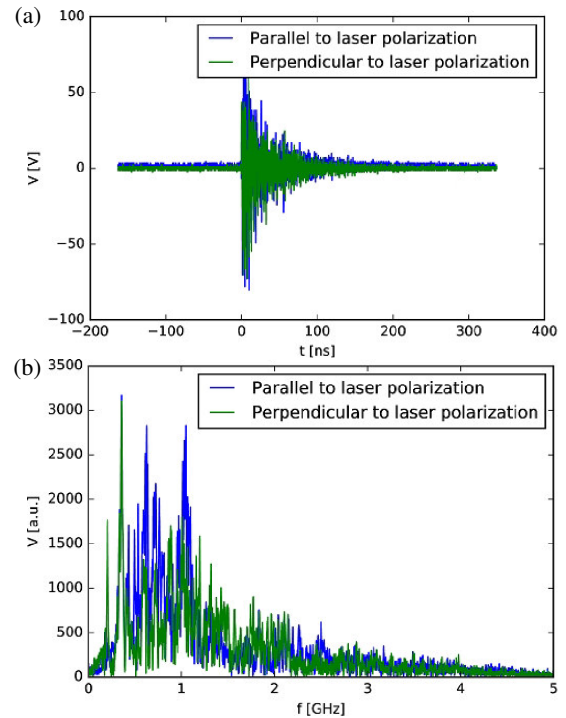 (a)
100
Parallel to laser polarization
Perpendicular to laser polarization
50
V [V]
0
−50
−100
−200 −100 0 100 200 300 400
t [ns]
(b)
3500
Parallel to laser polarization
Perpendicular to laser polarization
3000
2500
2000
V [a.u.]
1500
1000
500
0
0 1 2 3 4 5
f [GHz]